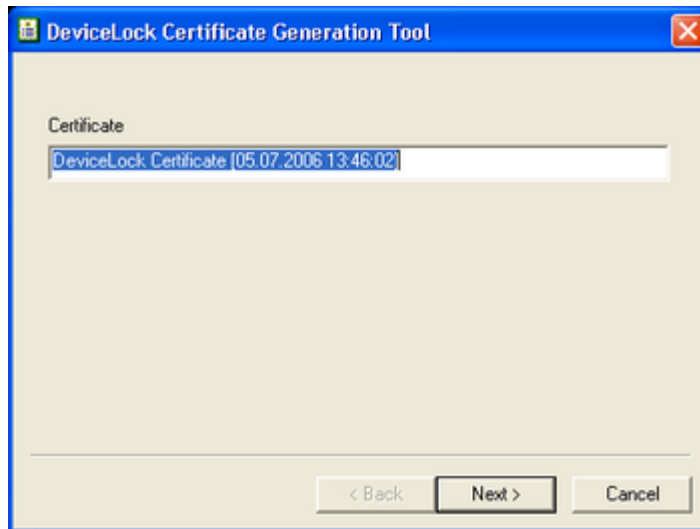 DeviceLock Certificate Generation Tool
Certificate
DeviceLock Certificate [05.07.2006 13:46:02]
< Back Next > Cancel